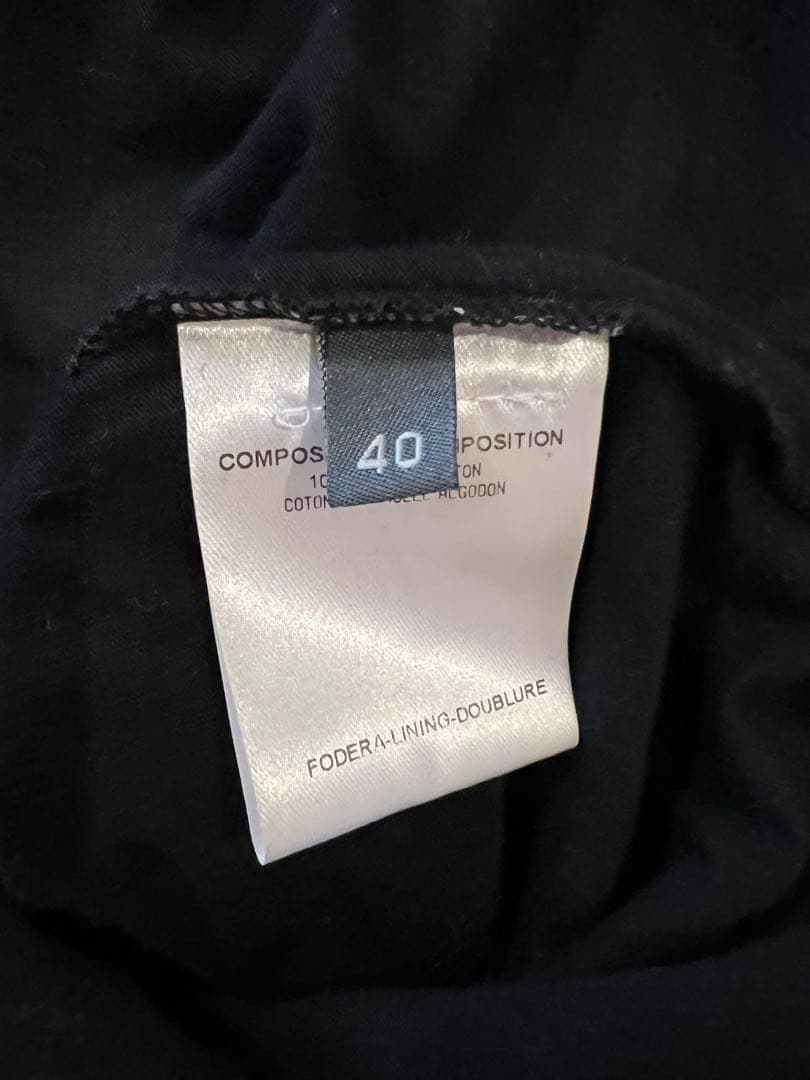 40
COMPOS POSITION
10 TON
COTON ALGODON
FODERA-LINING-DOUBLURE